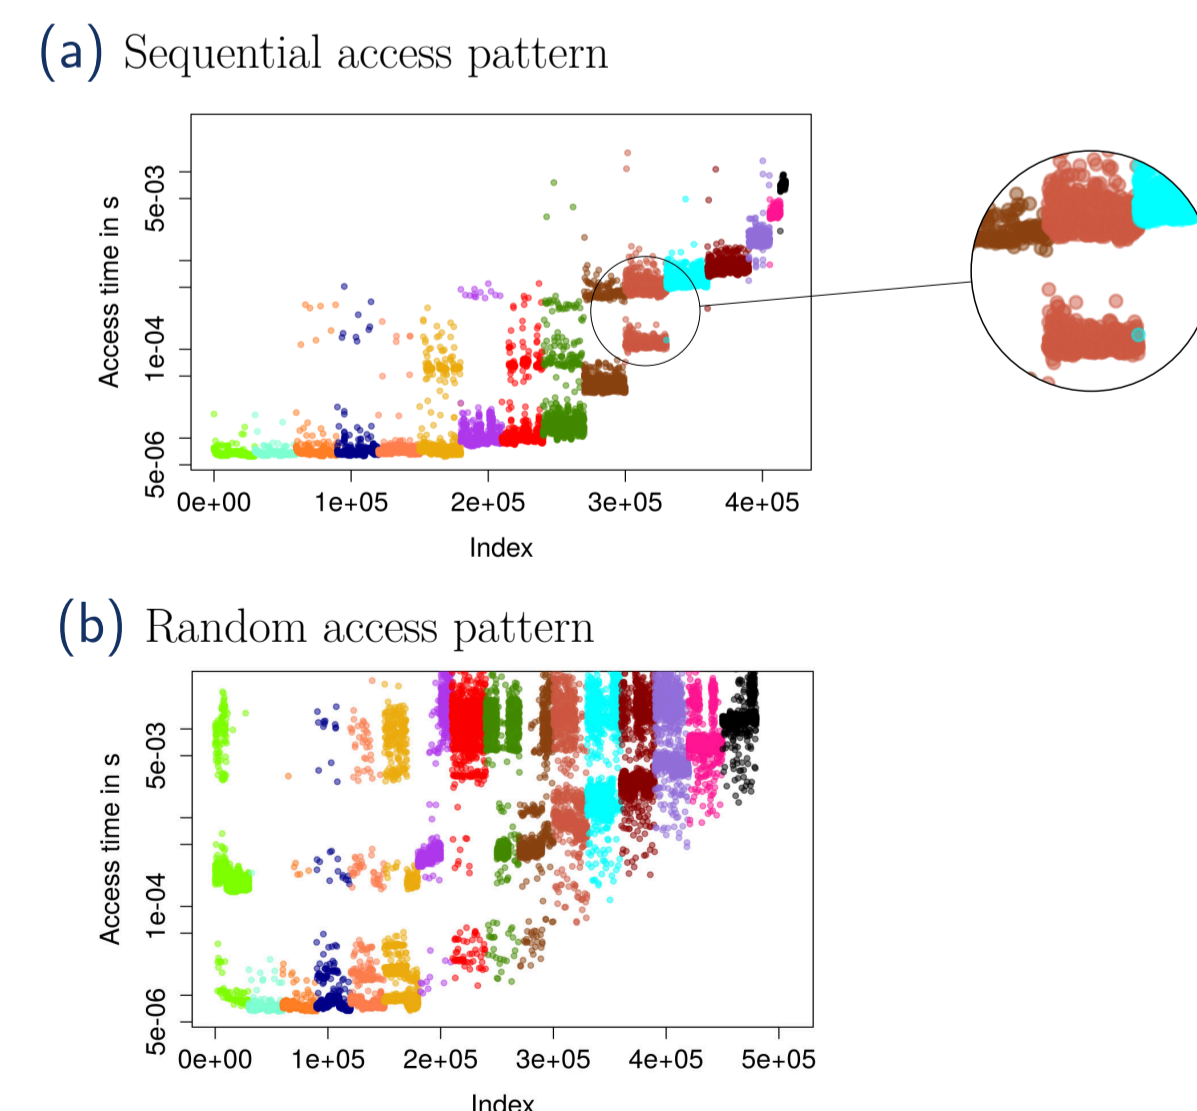 (a) Sequential access pattern
Access time in s
5e-03
1e-04
5e-06
0e+00 1e+05 2e+05 3e+05 4e+05
Index
(b) Random access pattern
Access time in s
5e-03
1e-04
5e-06
0e+00 1e+05 2e+05 3e+05 4e+05 5e+05
Index